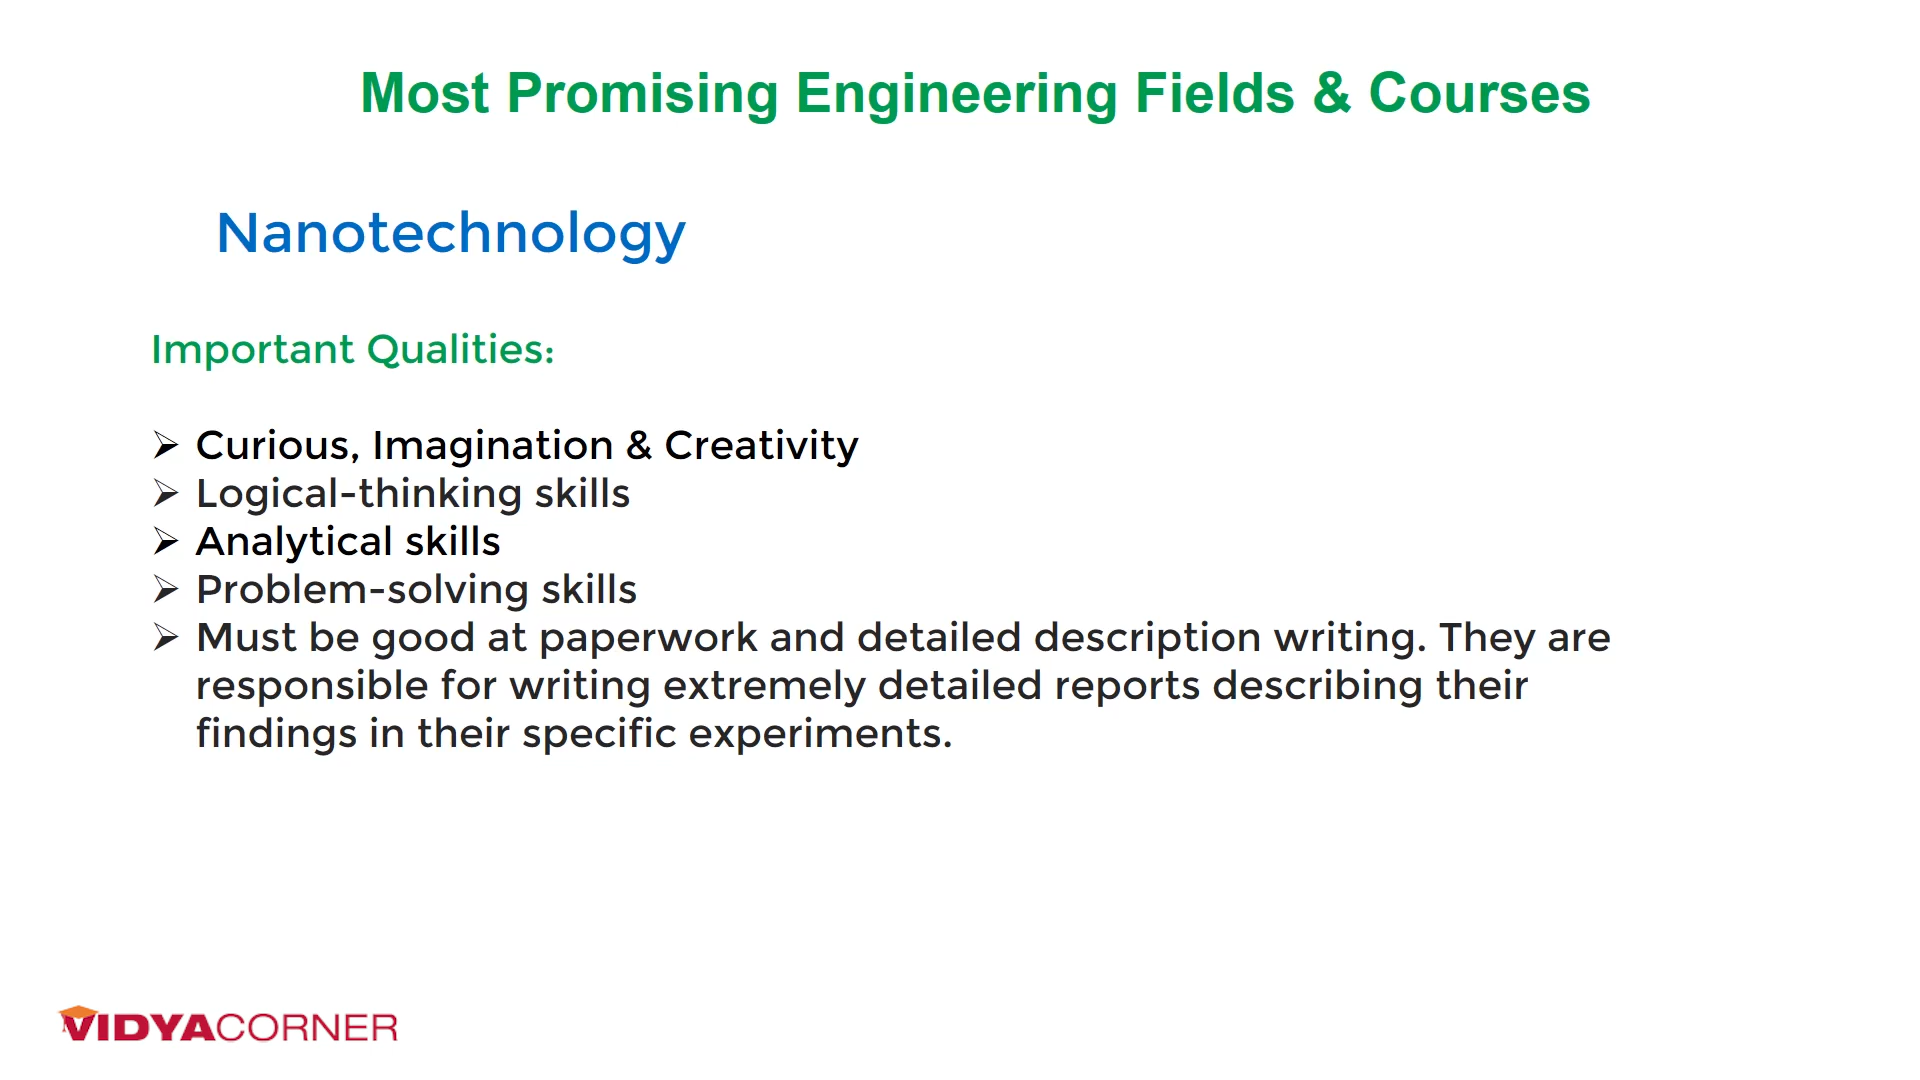 Most Promising Engineering Fields & Courses
Nanotechnology
Important Qualities:
➢ Curious, Imagination & Creativity
➢ Logical-thinking skills
➢ Analytical skills
➢ Problem-solving skills
➢ Must be good at paperwork and detailed description writing. They are
responsible for writing extremely detailed reports describing their
findings in their specific experiments.
VIDYACORNER